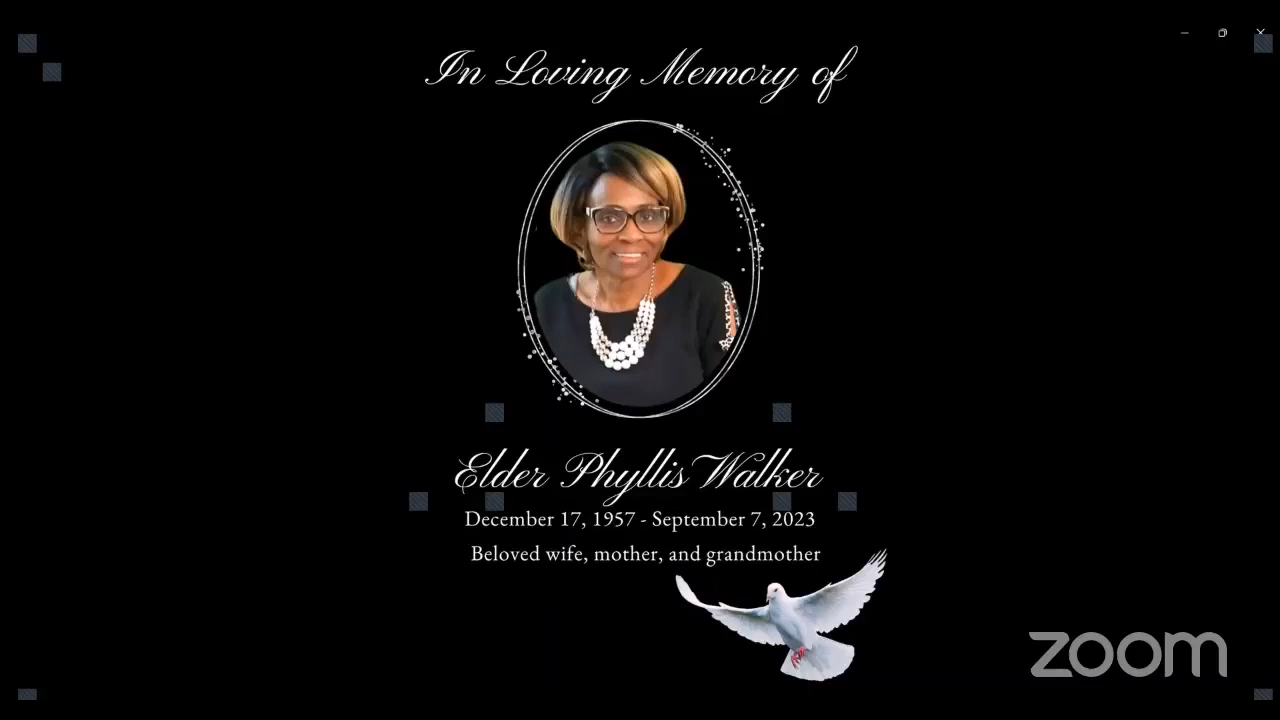 In Loving Memory of
Elder Phyllis Walker
December 17, 1957 - September 7, 2023
Beloved wife, mother, and grandmother
zoom